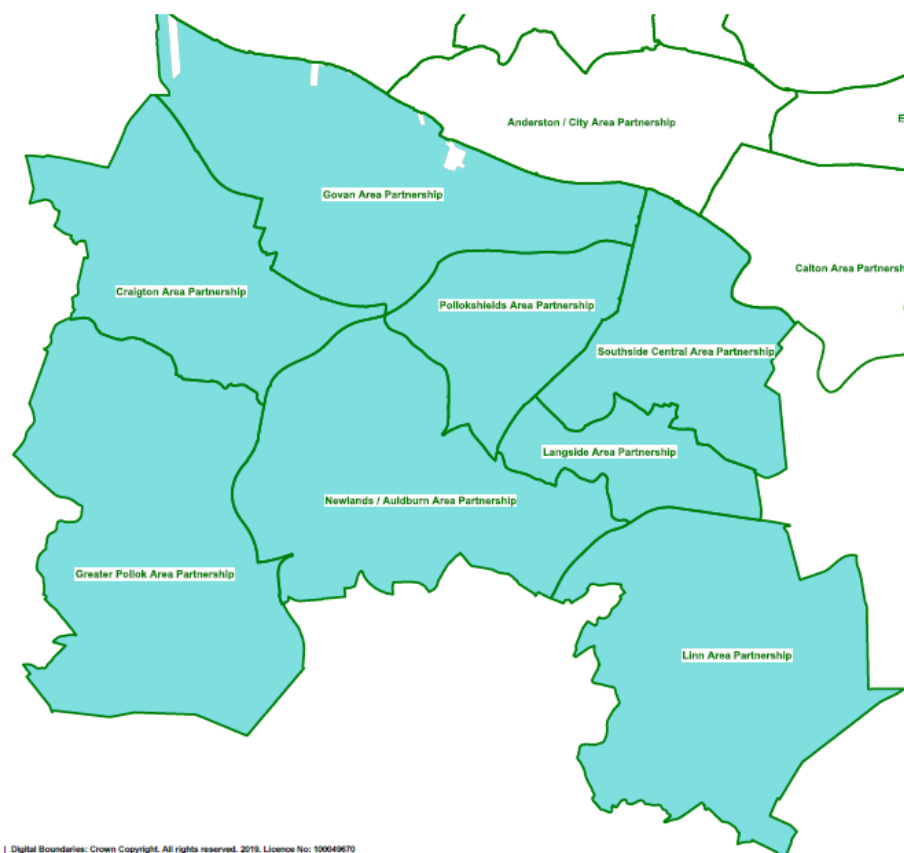 Anderston / City Area Partnership
E
Govan Area Partnership
Calton Area Partnersh
Craigton Area Partnership
Pollokshields Area Partnership
Southside Central Area Partnership
Langside Area Partnership
Newlands / Auldburn Area Partnership
Greater Pollok Area Partnership
Linn Area Partnership
| Digital Boundaries: Crown Copyright. All rights reserved. 2019. Licence No: 100049670